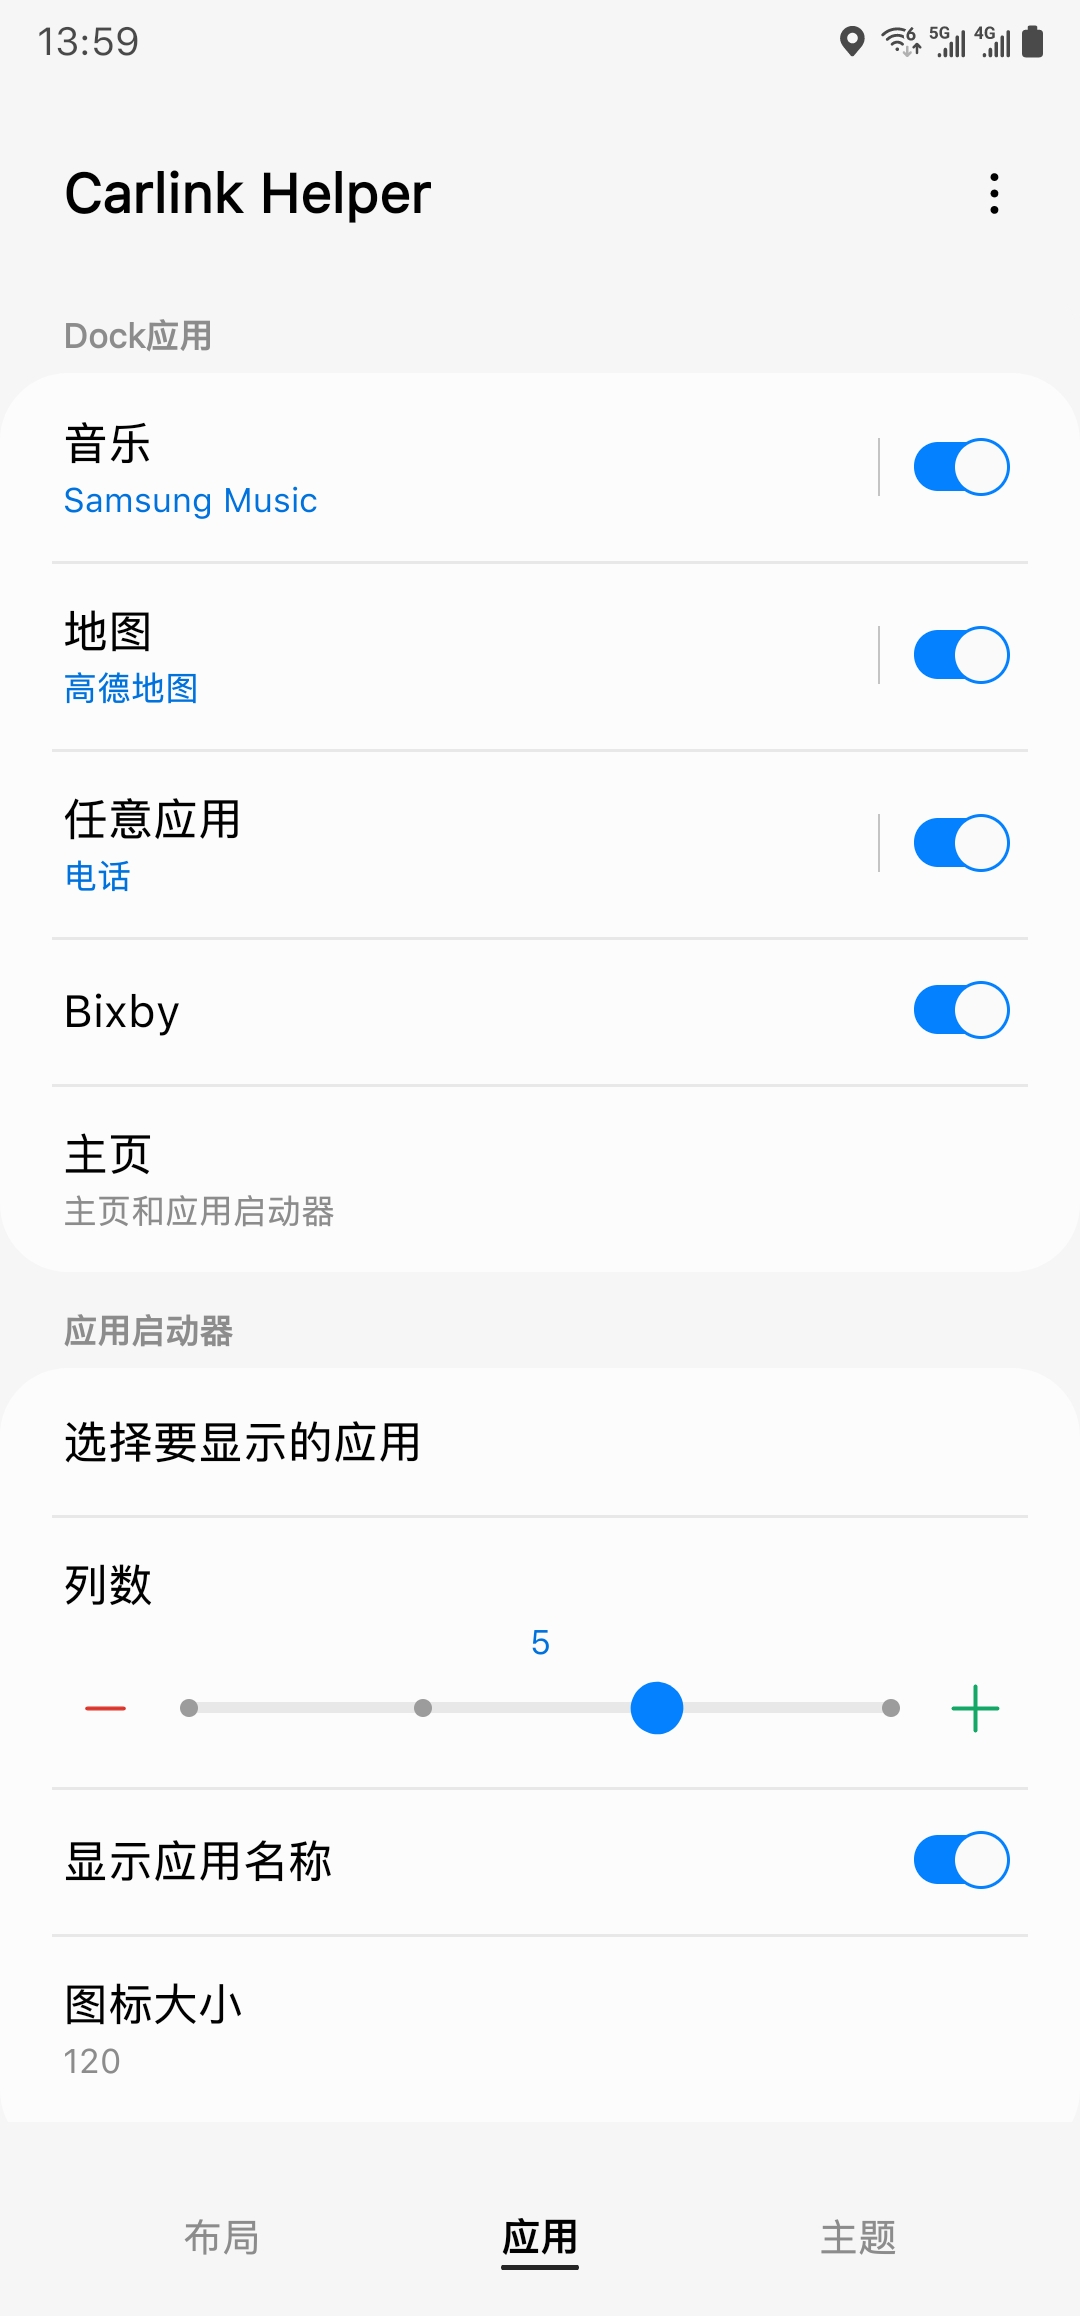 13:59
6 5G 4G
Carlink Helper
Dock应用
音乐
Samsung Music
地图
高德地图
任意应用
电话
Bixby
主页
主页和应用启动器
应用启动器
选择要显示的应用
列数
5
显示应用名称
图标大小
120
布局 应用 主题